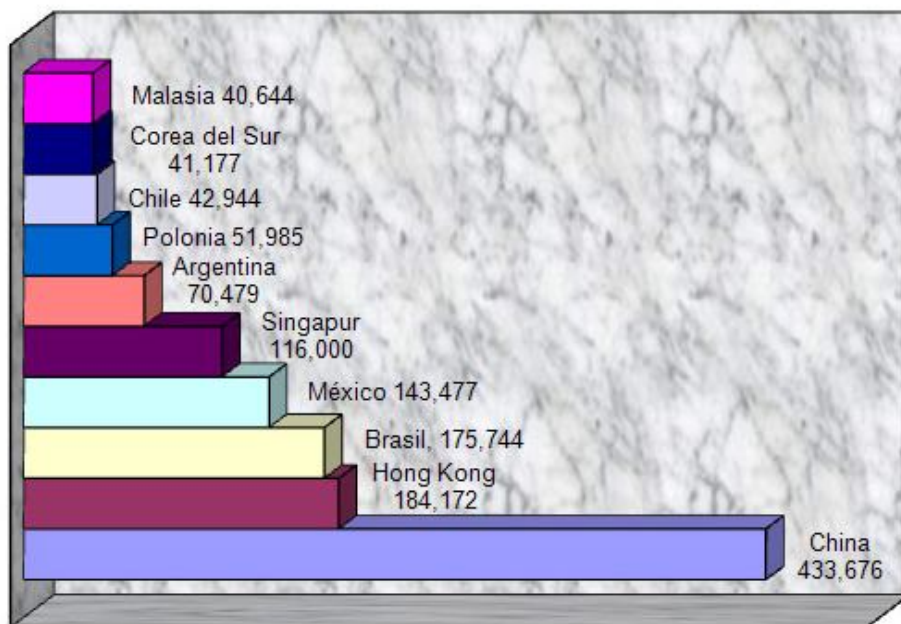 Malasia 40,644
Corea del Sur
41,177
Chile 42,944
Polonia 51,985
Argentina
70,479
Singapur
116,000
México 143,477
Brasil, 175,744
Hong Kong
184,172
China
433,676